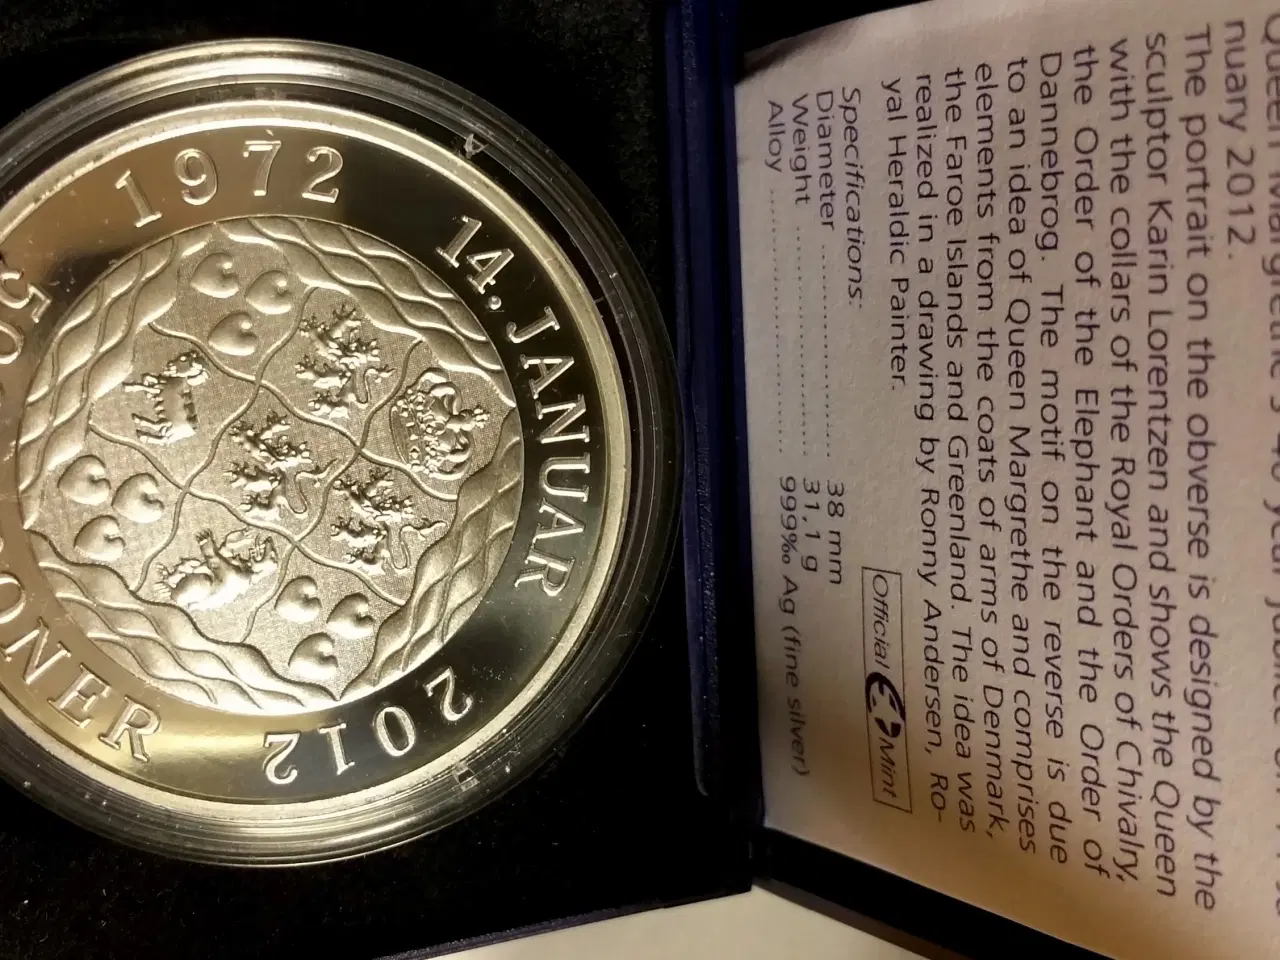 1972 14. JANUAR 2012
KRONER
nuary 2012.
The portrait on the obverse is designed by the
sculptor Karin Lorentzen and shows the Queen
with the collars of the Royal Orders of Chivalry,
the Order of the Elephant and the Order of
Dannebrog. The motif on the reverse is due
to an idea of Queen Margrethe and comprises
elements from the coats of arms of Denmark,
the Faroe Islands and Greenland. The idea was
realized in a drawing by Ronny Andersen, Ro-
yal Heraldic Painter.
Specifications:
Diameter .................... 38 mm
Weight ........................ 31,1 g
Alloy ............................ 999‰ Ag (fine silver)
Official Mint